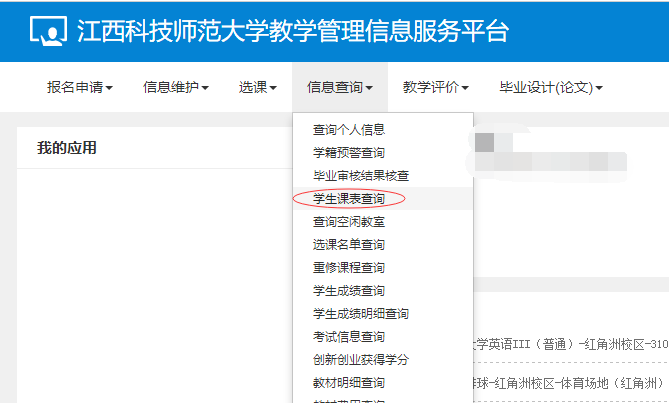 江西科技师范大学教学管理信息服务平台
报名申请 信息维护 选课 信息查询 教学评价 毕业设计(论文)
我的应用
查询个人信息
学籍预警查询
毕业审核结果核查
学生课表查询
查询空闲教室
选课名单查询
重修课程查询
学生成绩查询
学生成绩明细查询
考试信息查询
大学英语III（普通）-红角洲校区-310
创新创业获得学分
排球-红角洲校区-体育场地（红角洲）
教材明细查询
教材费用查询